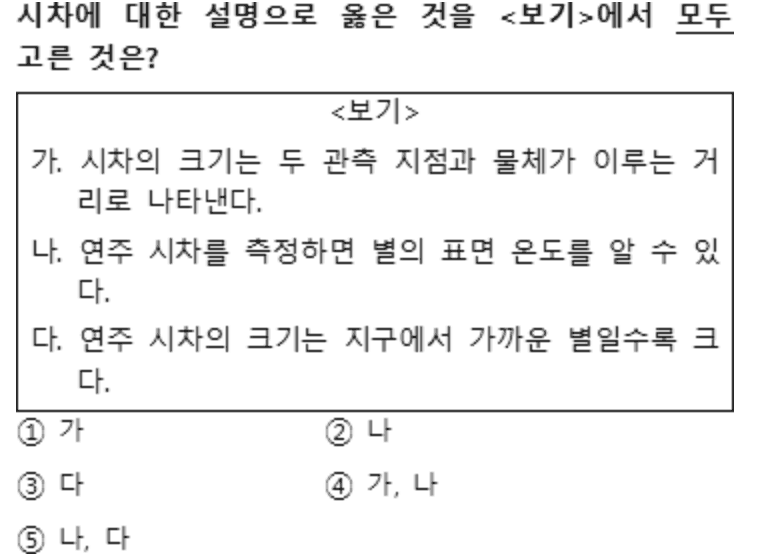 시차에 대한 설명으로 옳은 것을 <보기>에서 모두
고른 것은?
<보기>
가. 시차의 크기는 두 관측 지점과 물체가 이루는 거
리로 나타낸다.
나. 연주 시차를 측정하면 별의 표면 온도를 알 수 있
다.
다. 연주 시차의 크기는 지구에서 가까운 별일수록 크
다.
① 가 ② 나
③ 다 ④ 가, 나
⑤ 나, 다